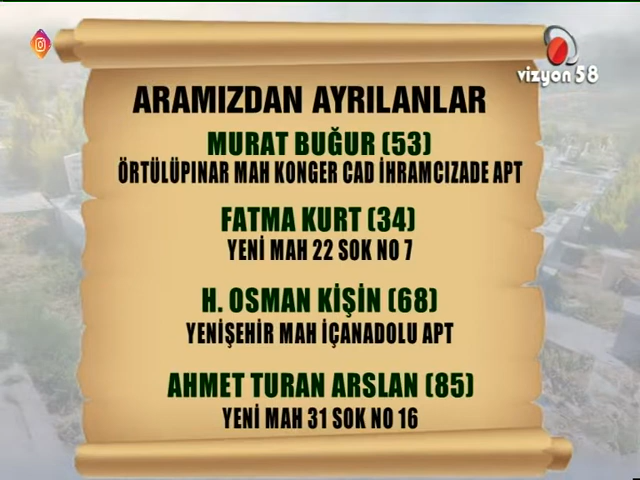 vizyon 58
ARAMIZDAN AYRILANLAR
MURAT BUĞUR (53)
ÖRTÜLÜPINAR MAH KONGER CAD İHRAMCIZADE APT
FATMA KURT (34)
YENİ MAH 22 SOK NO 7
H. OSMAN KİŞİN (68)
YENİŞEHİR MAH İÇANADOLU APT
AHMET TURAN ARSLAN (85)
YENİ MAH 31 SOK NO 16